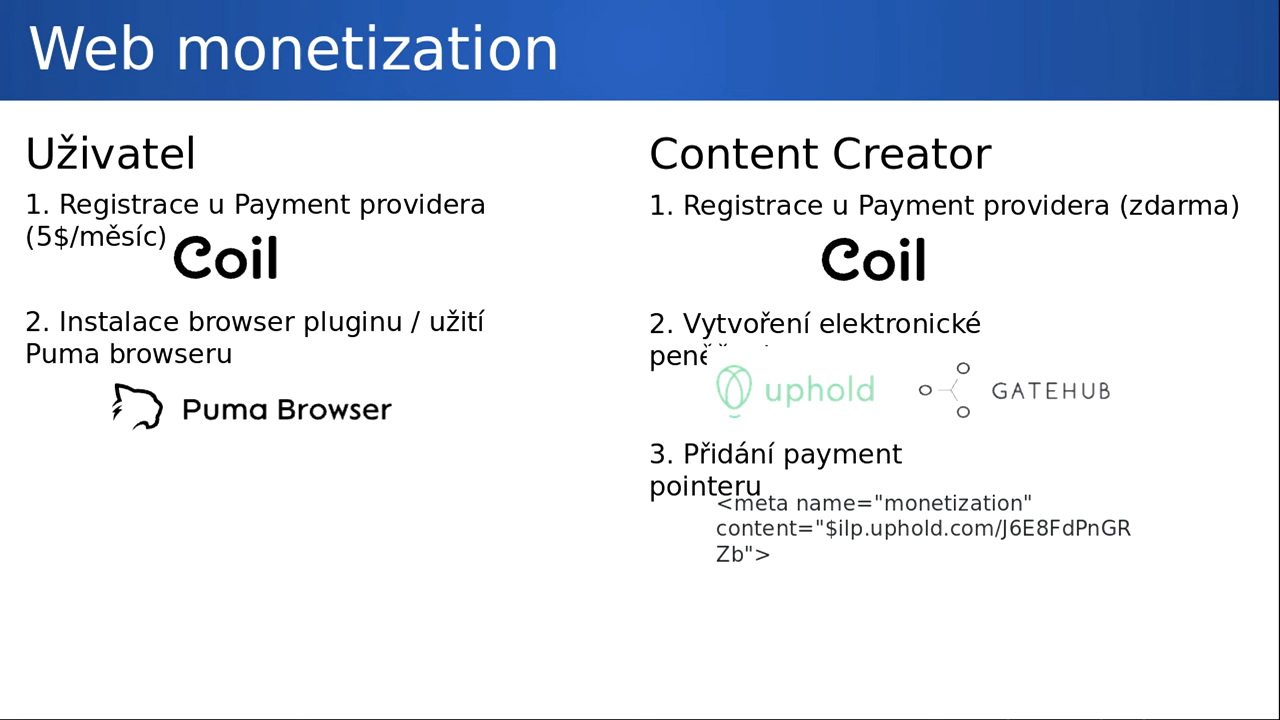 Web monetization
Uživatel
1. Registrace u Payment providera
(5$/měsíc)
Coil
2. Instalace browser pluginu / užití
Puma browseru
Puma Browser
Content Creator
1. Registrace u Payment providera (zdarma)
Coil
2. Vytvoření elektronické
uphold
GATEHUB
3. Přidání payment
pointeru
<meta name="monetization"
content="$ilp.uphold.com/J6E8FdPnGR
Zb">